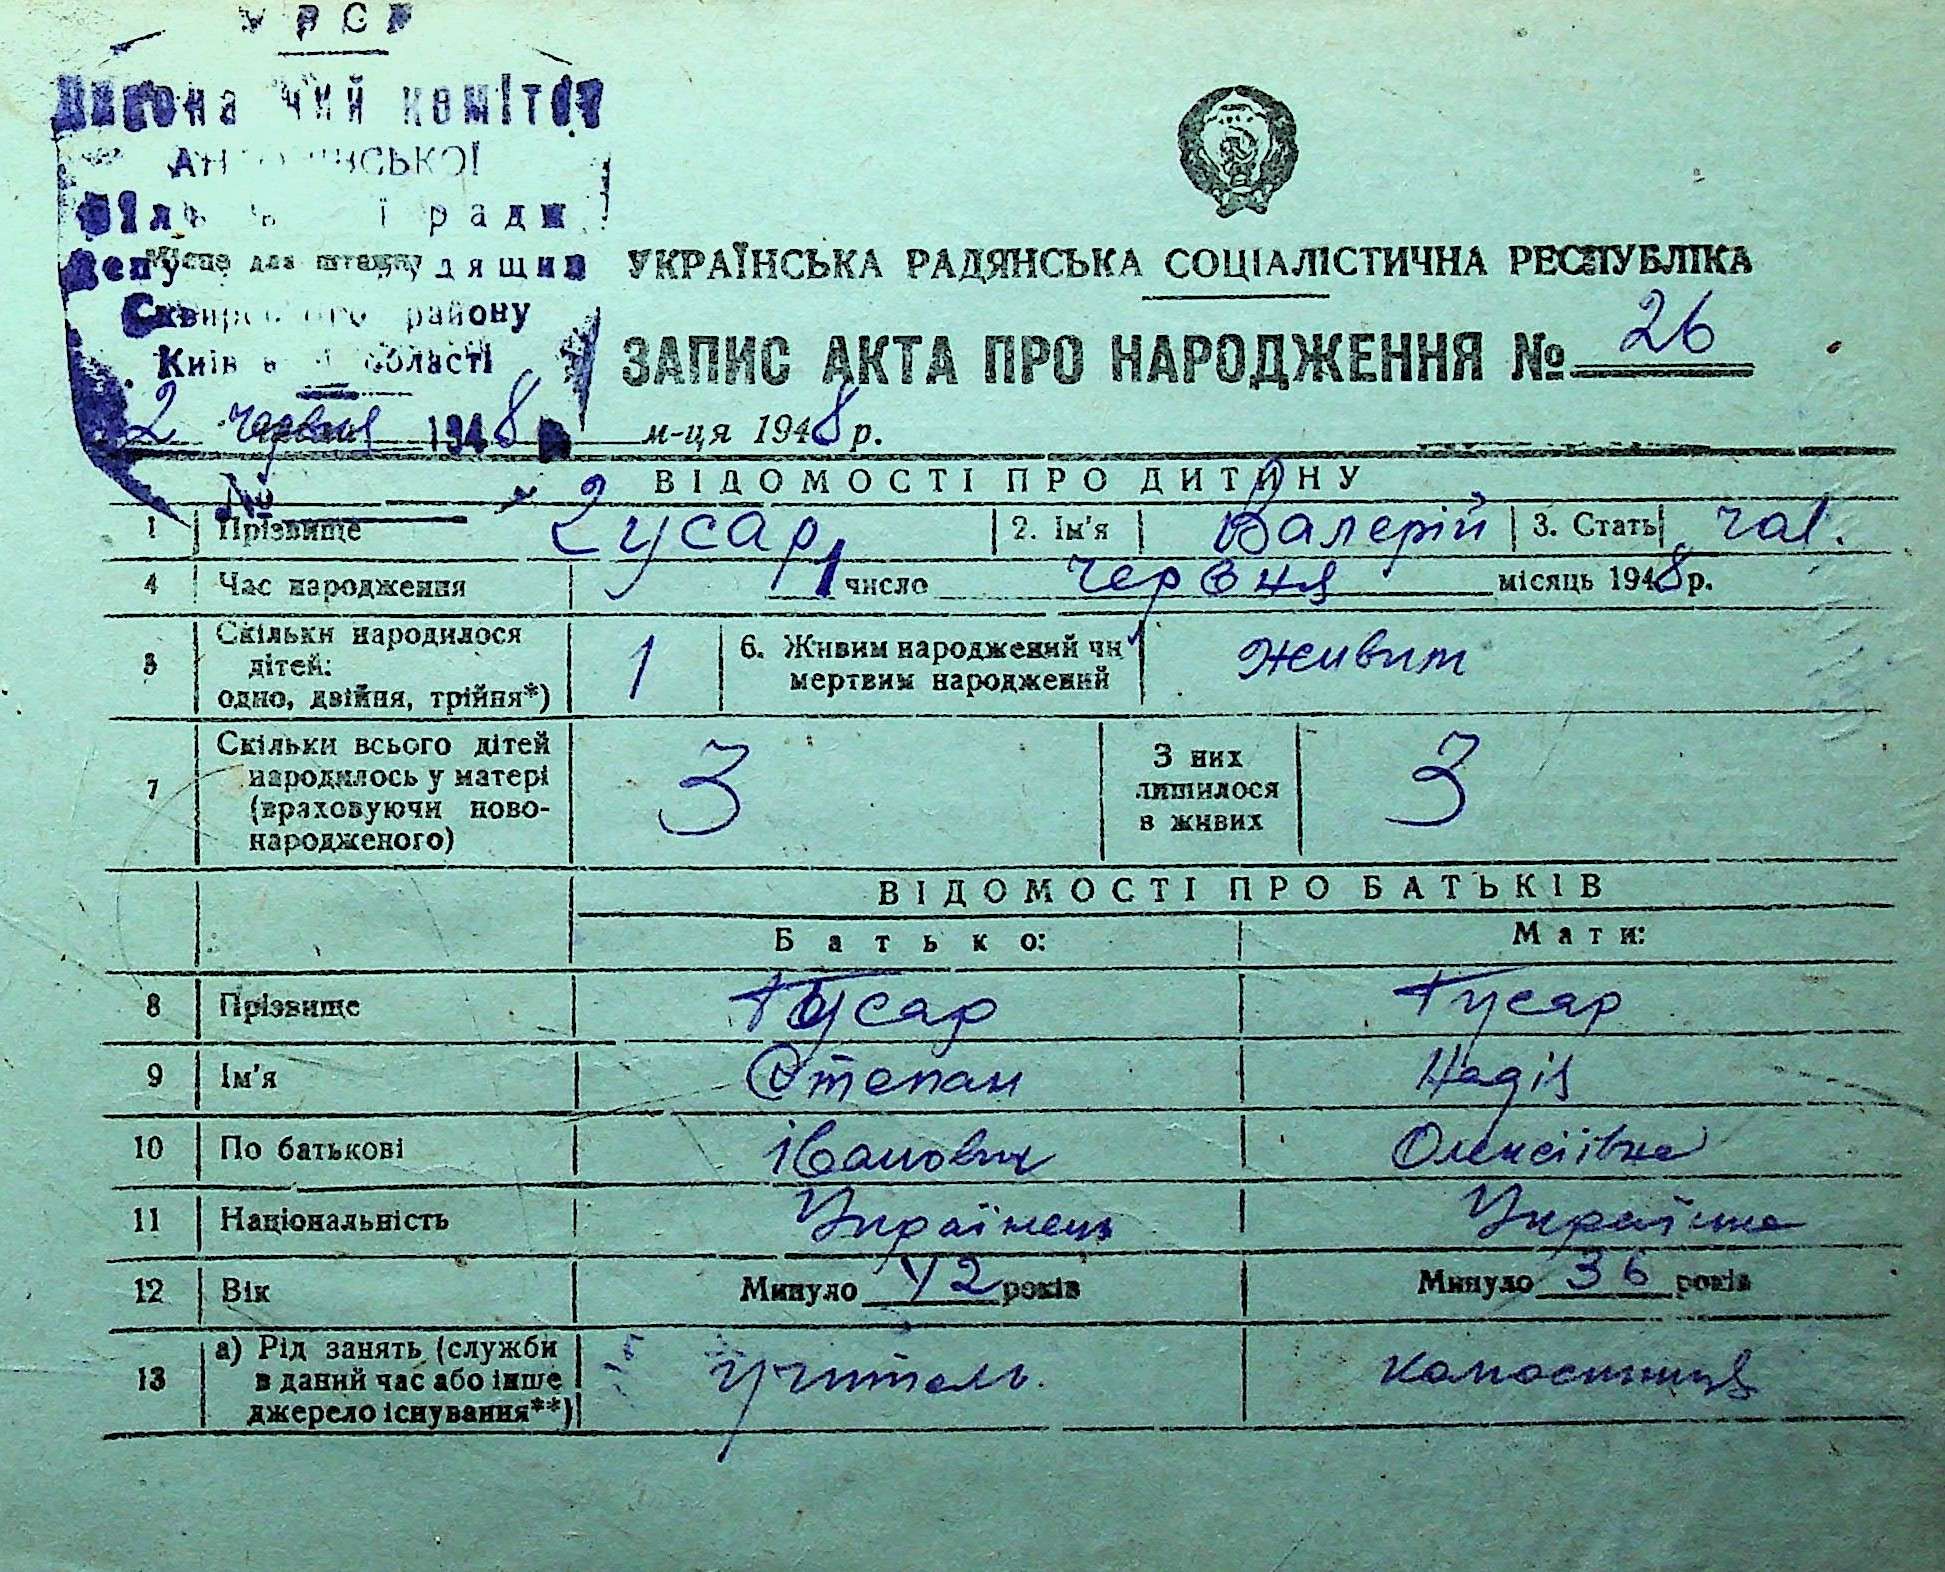 УРСР
Виконавчий комітет
сільської ради
Місце для штампу
депутатів трудящих
Сквирського району
Київської області
2 червня 1948
м-ця 1948 р.
№
УКРАЇНСЬКА РАДЯНСЬКА СОЦІАЛІСТИЧНА РЕСПУБЛІКА
ЗАПИС АКТА ПРО НАРОДЖЕННЯ № 26
ВІДОМОСТІ ПРО ДИТИНУ
1 Прізвище Гусар 2. Ім'я Валерій 3. Стать чол.
4 Час народження 1 число червня місяць 1948 р.
5 Скільки народилося дітей: одно, двійня, трійня*) 1 6. Живим народжений чи мертвим народжений живим
7 Скільки всього дітей народилось у матері (враховуючи ново-народженого) 3 З них лишилося в живих 3
ВІДОМОСТІ ПРО БАТЬКІВ
Батько: Мати:
8 Прізвище Гусар Гусар
9 Ім'я Степан Надія
10 По батькові Іванович Олексіївна
11 Національність Українець Українка
12 Вік Минуло 42 років Минуло 36 років
13 а) Рід занять (служби в даний час або інше джерело існування**) Учитель. колгоспниця